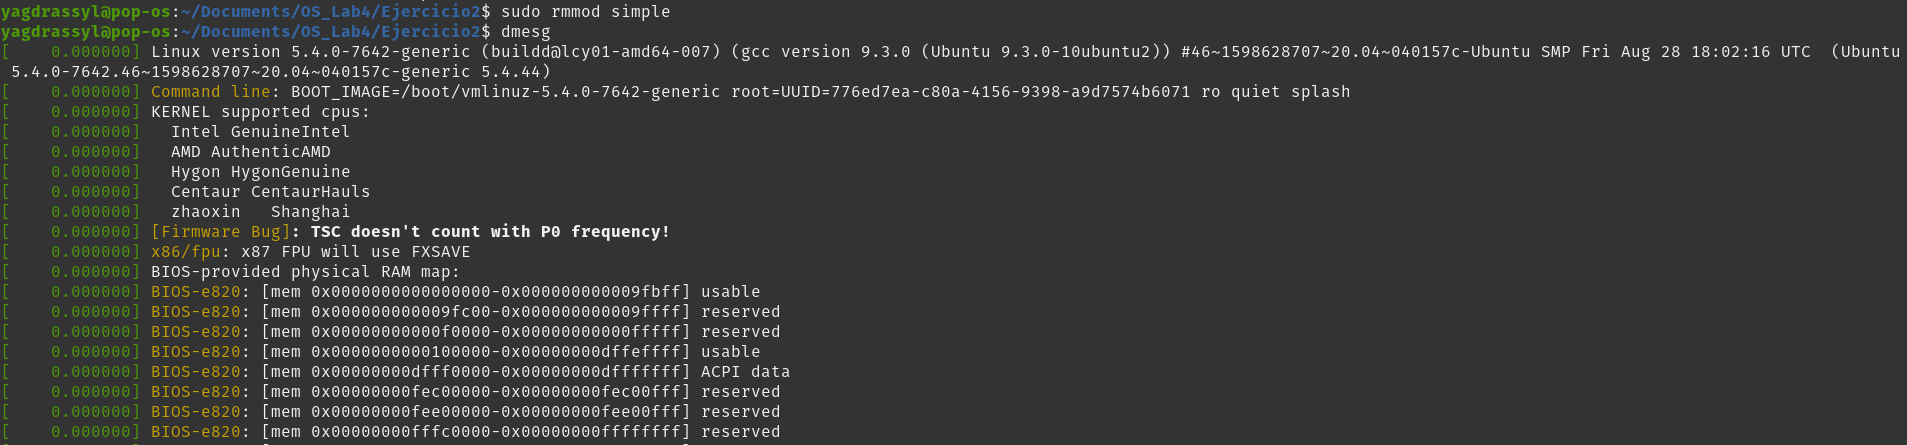 yagdrassyl@pop-os:~/Documents/OS_Lab4/Ejercicio2$ sudo rmmod simple
yagdrassyl@pop-os:~/Documents/OS_Lab4/Ejercicio2$ dmesg
[    0.000000] Linux version 5.4.0-7642-generic (buildd@lcy01-amd64-007) (gcc version 9.3.0 (Ubuntu 9.3.0-10ubuntu2)) #46~1598628707~20.04~040157c-Ubuntu SMP Fri Aug 28 18:02:16 UTC  (Ubuntu
 5.4.0-7642.46~1598628707~20.04~040157c-generic 5.4.44)
[    0.000000] Command line: BOOT_IMAGE=/boot/vmlinuz-5.4.0-7642-generic root=UUID=776ed7ea-c80a-4156-9398-a9d7574b6071 ro quiet splash
[    0.000000] KERNEL supported cpus:
[    0.000000]   Intel GenuineIntel
[    0.000000]   AMD AuthenticAMD
[    0.000000]   Hygon HygonGenuine
[    0.000000]   Centaur CentaurHauls
[    0.000000]   zhaoxin   Shanghai
[    0.000000] [Firmware Bug]: TSC doesn't count with P0 frequency!
[    0.000000] x86/fpu: x87 FPU will use FXSAVE
[    0.000000] BIOS-provided physical RAM map:
[    0.000000] BIOS-e820: [mem 0x0000000000000000-0x000000000009fbff] usable
[    0.000000] BIOS-e820: [mem 0x000000000009fc00-0x000000000009ffff] reserved
[    0.000000] BIOS-e820: [mem 0x00000000000f0000-0x00000000000fffff] reserved
[    0.000000] BIOS-e820: [mem 0x0000000000100000-0x00000000dffeffff] usable
[    0.000000] BIOS-e820: [mem 0x00000000dfff0000-0x00000000dfffffff] ACPI data
[    0.000000] BIOS-e820: [mem 0x00000000fec00000-0x00000000fec00fff] reserved
[    0.000000] BIOS-e820: [mem 0x00000000fee00000-0x00000000fee00fff] reserved
[    0.000000] BIOS-e820: [mem 0x00000000fffc0000-0x00000000ffffffff] reserved